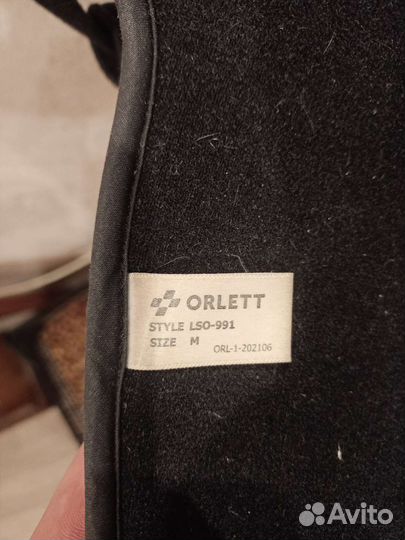 ORLETT
STYLE LSO-991
SIZE M
ORL-1-202106
Avito